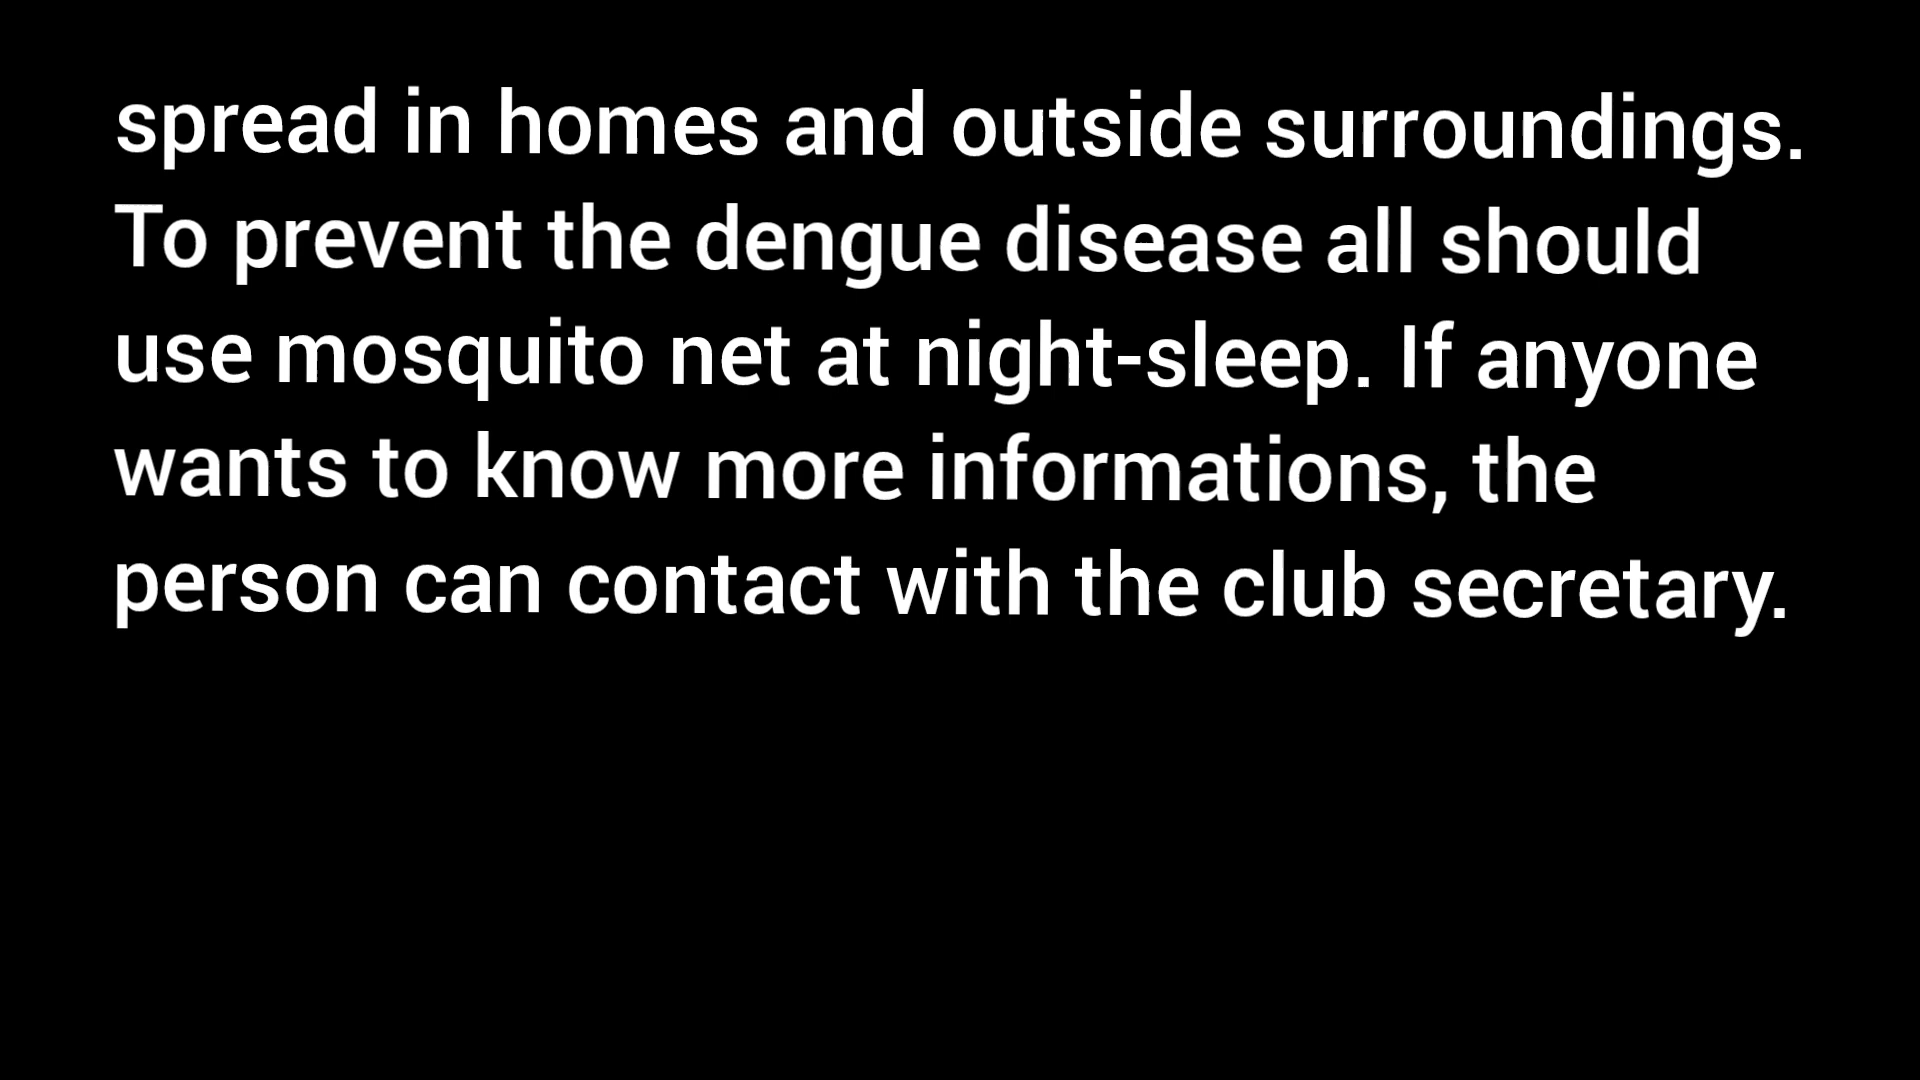 spread in homes and outside surroundings.
To prevent the dengue disease all should
use mosquito net at night-sleep. If anyone
wants to know more informations, the
person can contact with the club secretary.